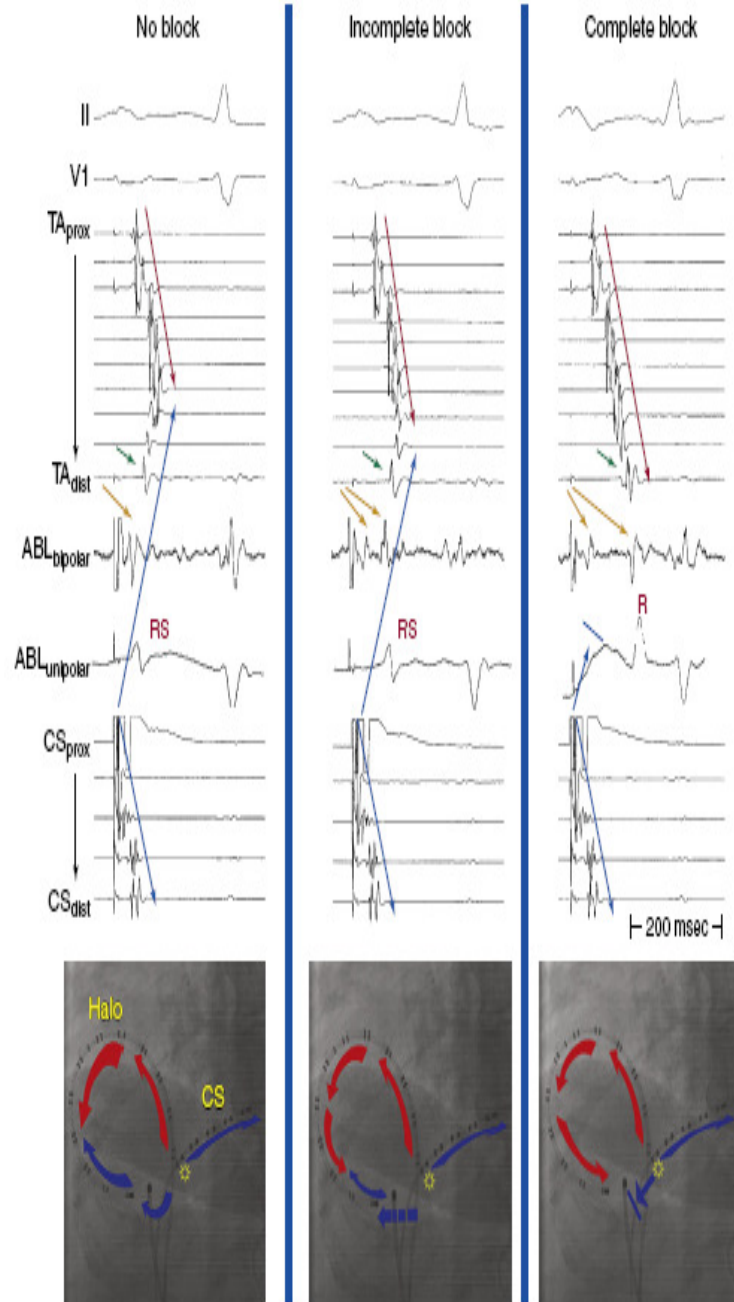 No block
Incomplete block
Complete block
II
V1
TAprox
TAdist
ABLbipolar
RS
RS
R
ABLunipolar
CSprox
CSdist
200 msec
Halo
CS